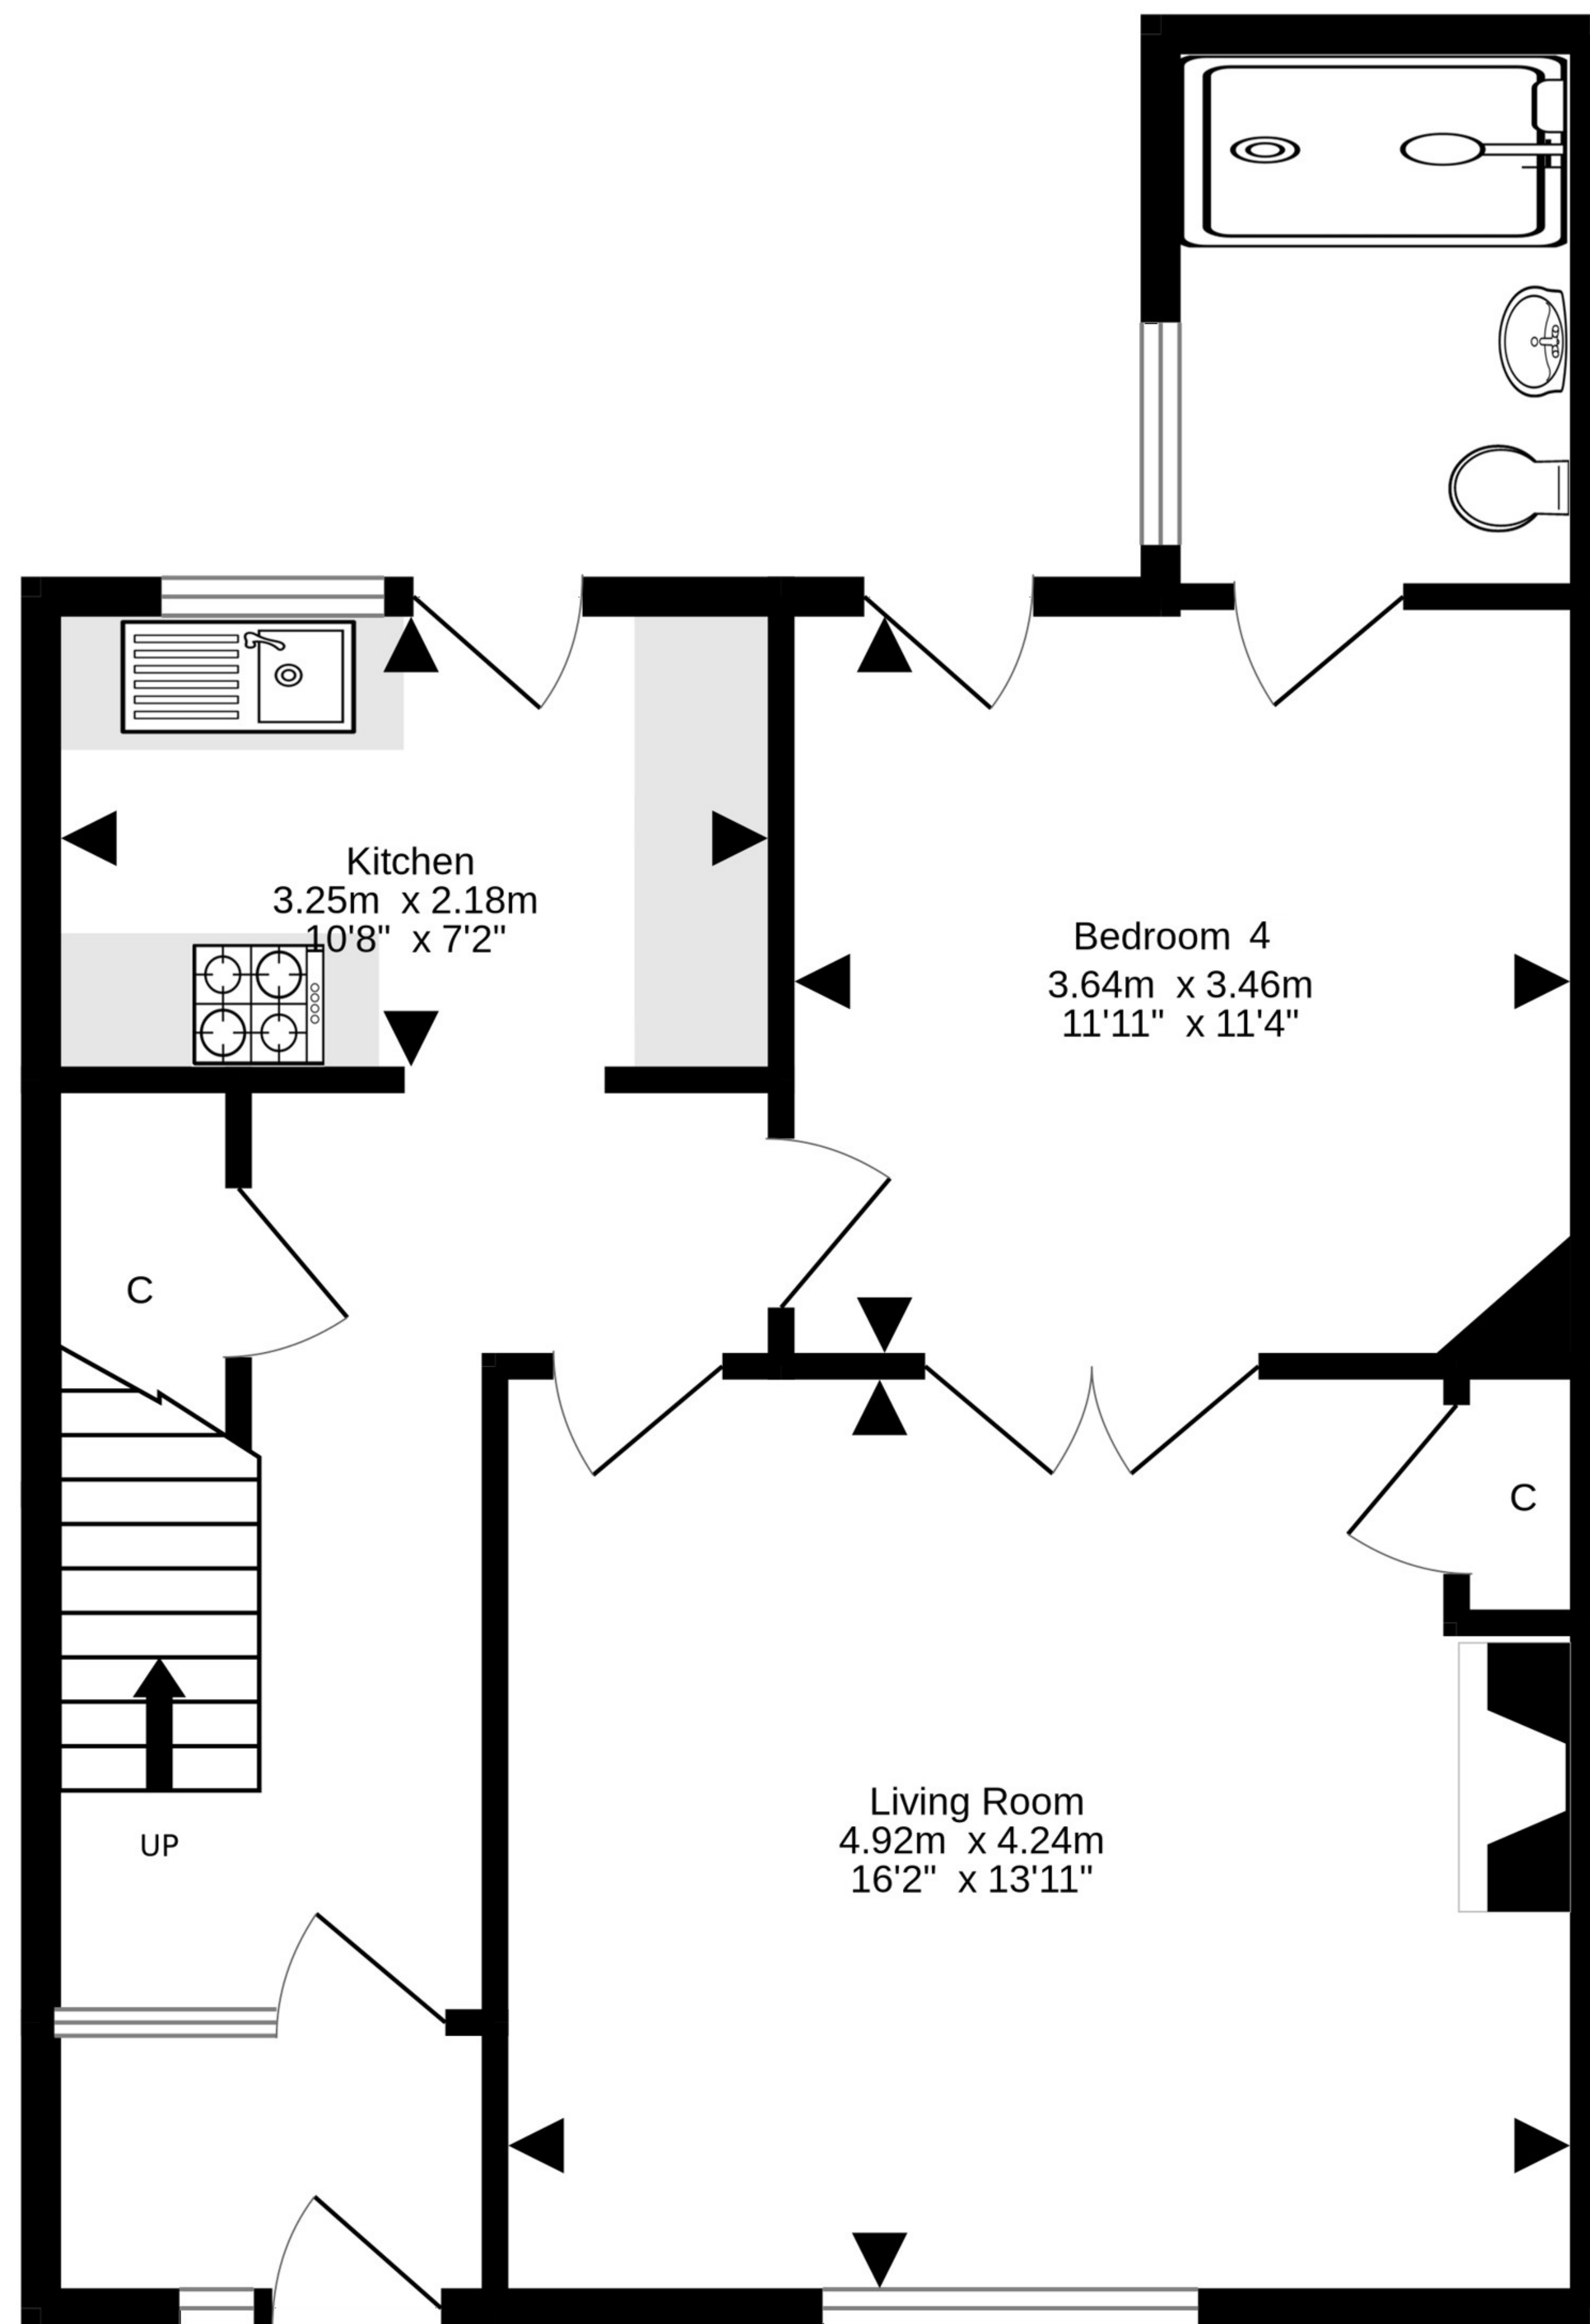 Kitchen
3.25m x 2.18m
10'8" x 7'2"
Bedroom 4
3.64m x 3.46m
11'11" x 11'4"
C
C
Living Room
4.92m x 4.24m
16'2" x 13'11"
UP